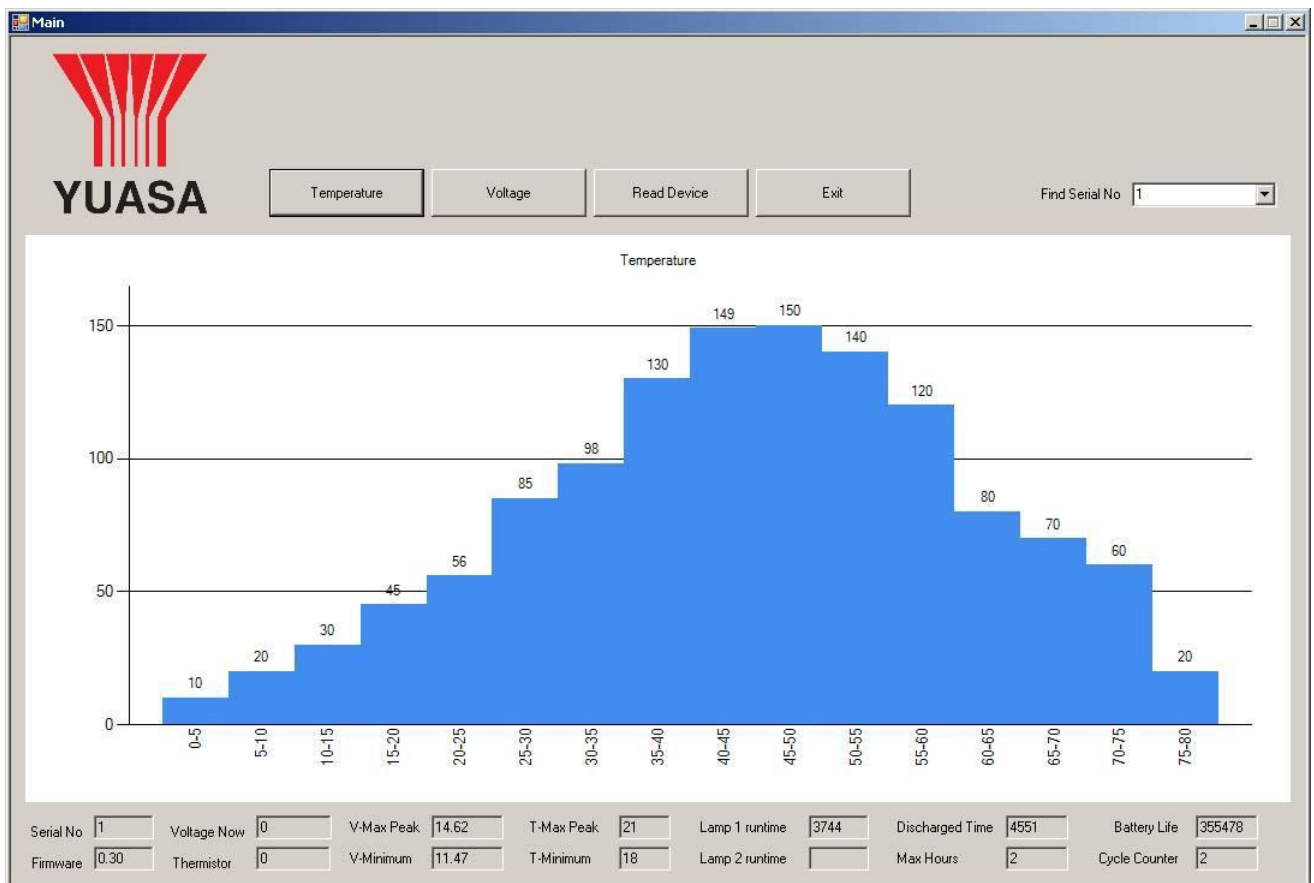 Main
YUASA
Temperature Voltage Read Device Exit Find Serial No 1
Temperature
150
100
50
0
10 20 30 45 56 85 98 130 149 150 140 120 80 70 60 20
0-5 5-10 10-15 15-20 20-25 25-30 30-35 35-40 40-45 45-50 50-55 55-60 60-65 65-70 70-75 75-80
Serial No 1 Voltage Now 0 V-Max Peak 14.62 T-Max Peak 21 Lamp 1 runtime 3744 Discharged Time 4551 Battery Life 355478
Firmware 0.30 Thermistor 0 V-Minimum 11.47 T-Minimum 18 Lamp 2 runtime Max Hours 2 Cycle Counter 2